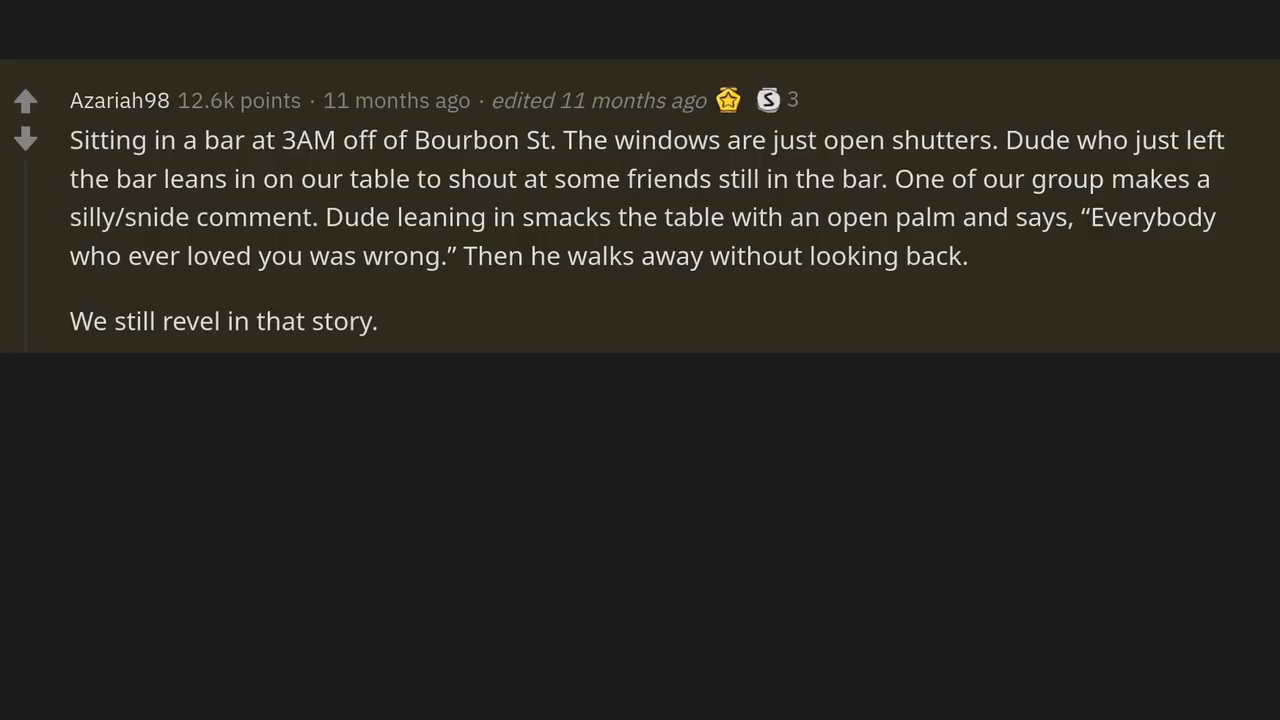 Azariah98 12.6k points · 11 months ago · edited 11 months ago S 3
Sitting in a bar at 3AM off of Bourbon St. The windows are just open shutters. Dude who just left
the bar leans in on our table to shout at some friends still in the bar. One of our group makes a
silly/snide comment. Dude leaning in smacks the table with an open palm and says, “Everybody
who ever loved you was wrong.” Then he walks away without looking back.
We still revel in that story.